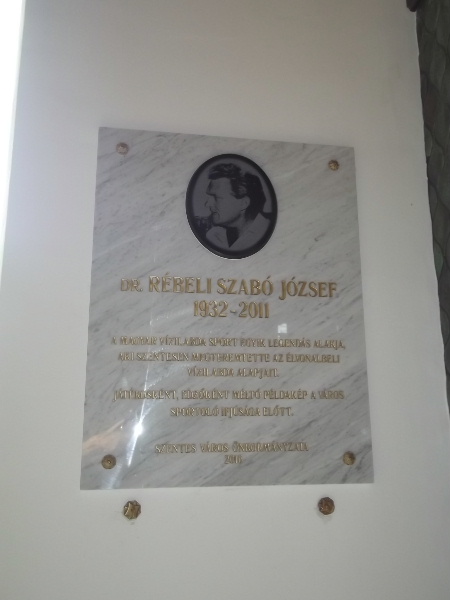 DR. RÉBELI SZABÓ JÓZSEF
1932-2011
A MAGYAR VÍZILABDA SPORT EGYIK LEGENDÁS ALAKJA,
AKI SZENTESEN MEGTEREMTETTE AZ ÉLVONALBELI
VÍZILABDA ALAPJAIT.
JÁTÉKOSKÉNT, EDZŐKÉNT MÉLTÓ PÉLDAKÉP A VÁROS
SPORTOLÓ IFJÚSÁGA ELŐTT.
SZENTES VÁROS ÖNKORMÁNYZATA